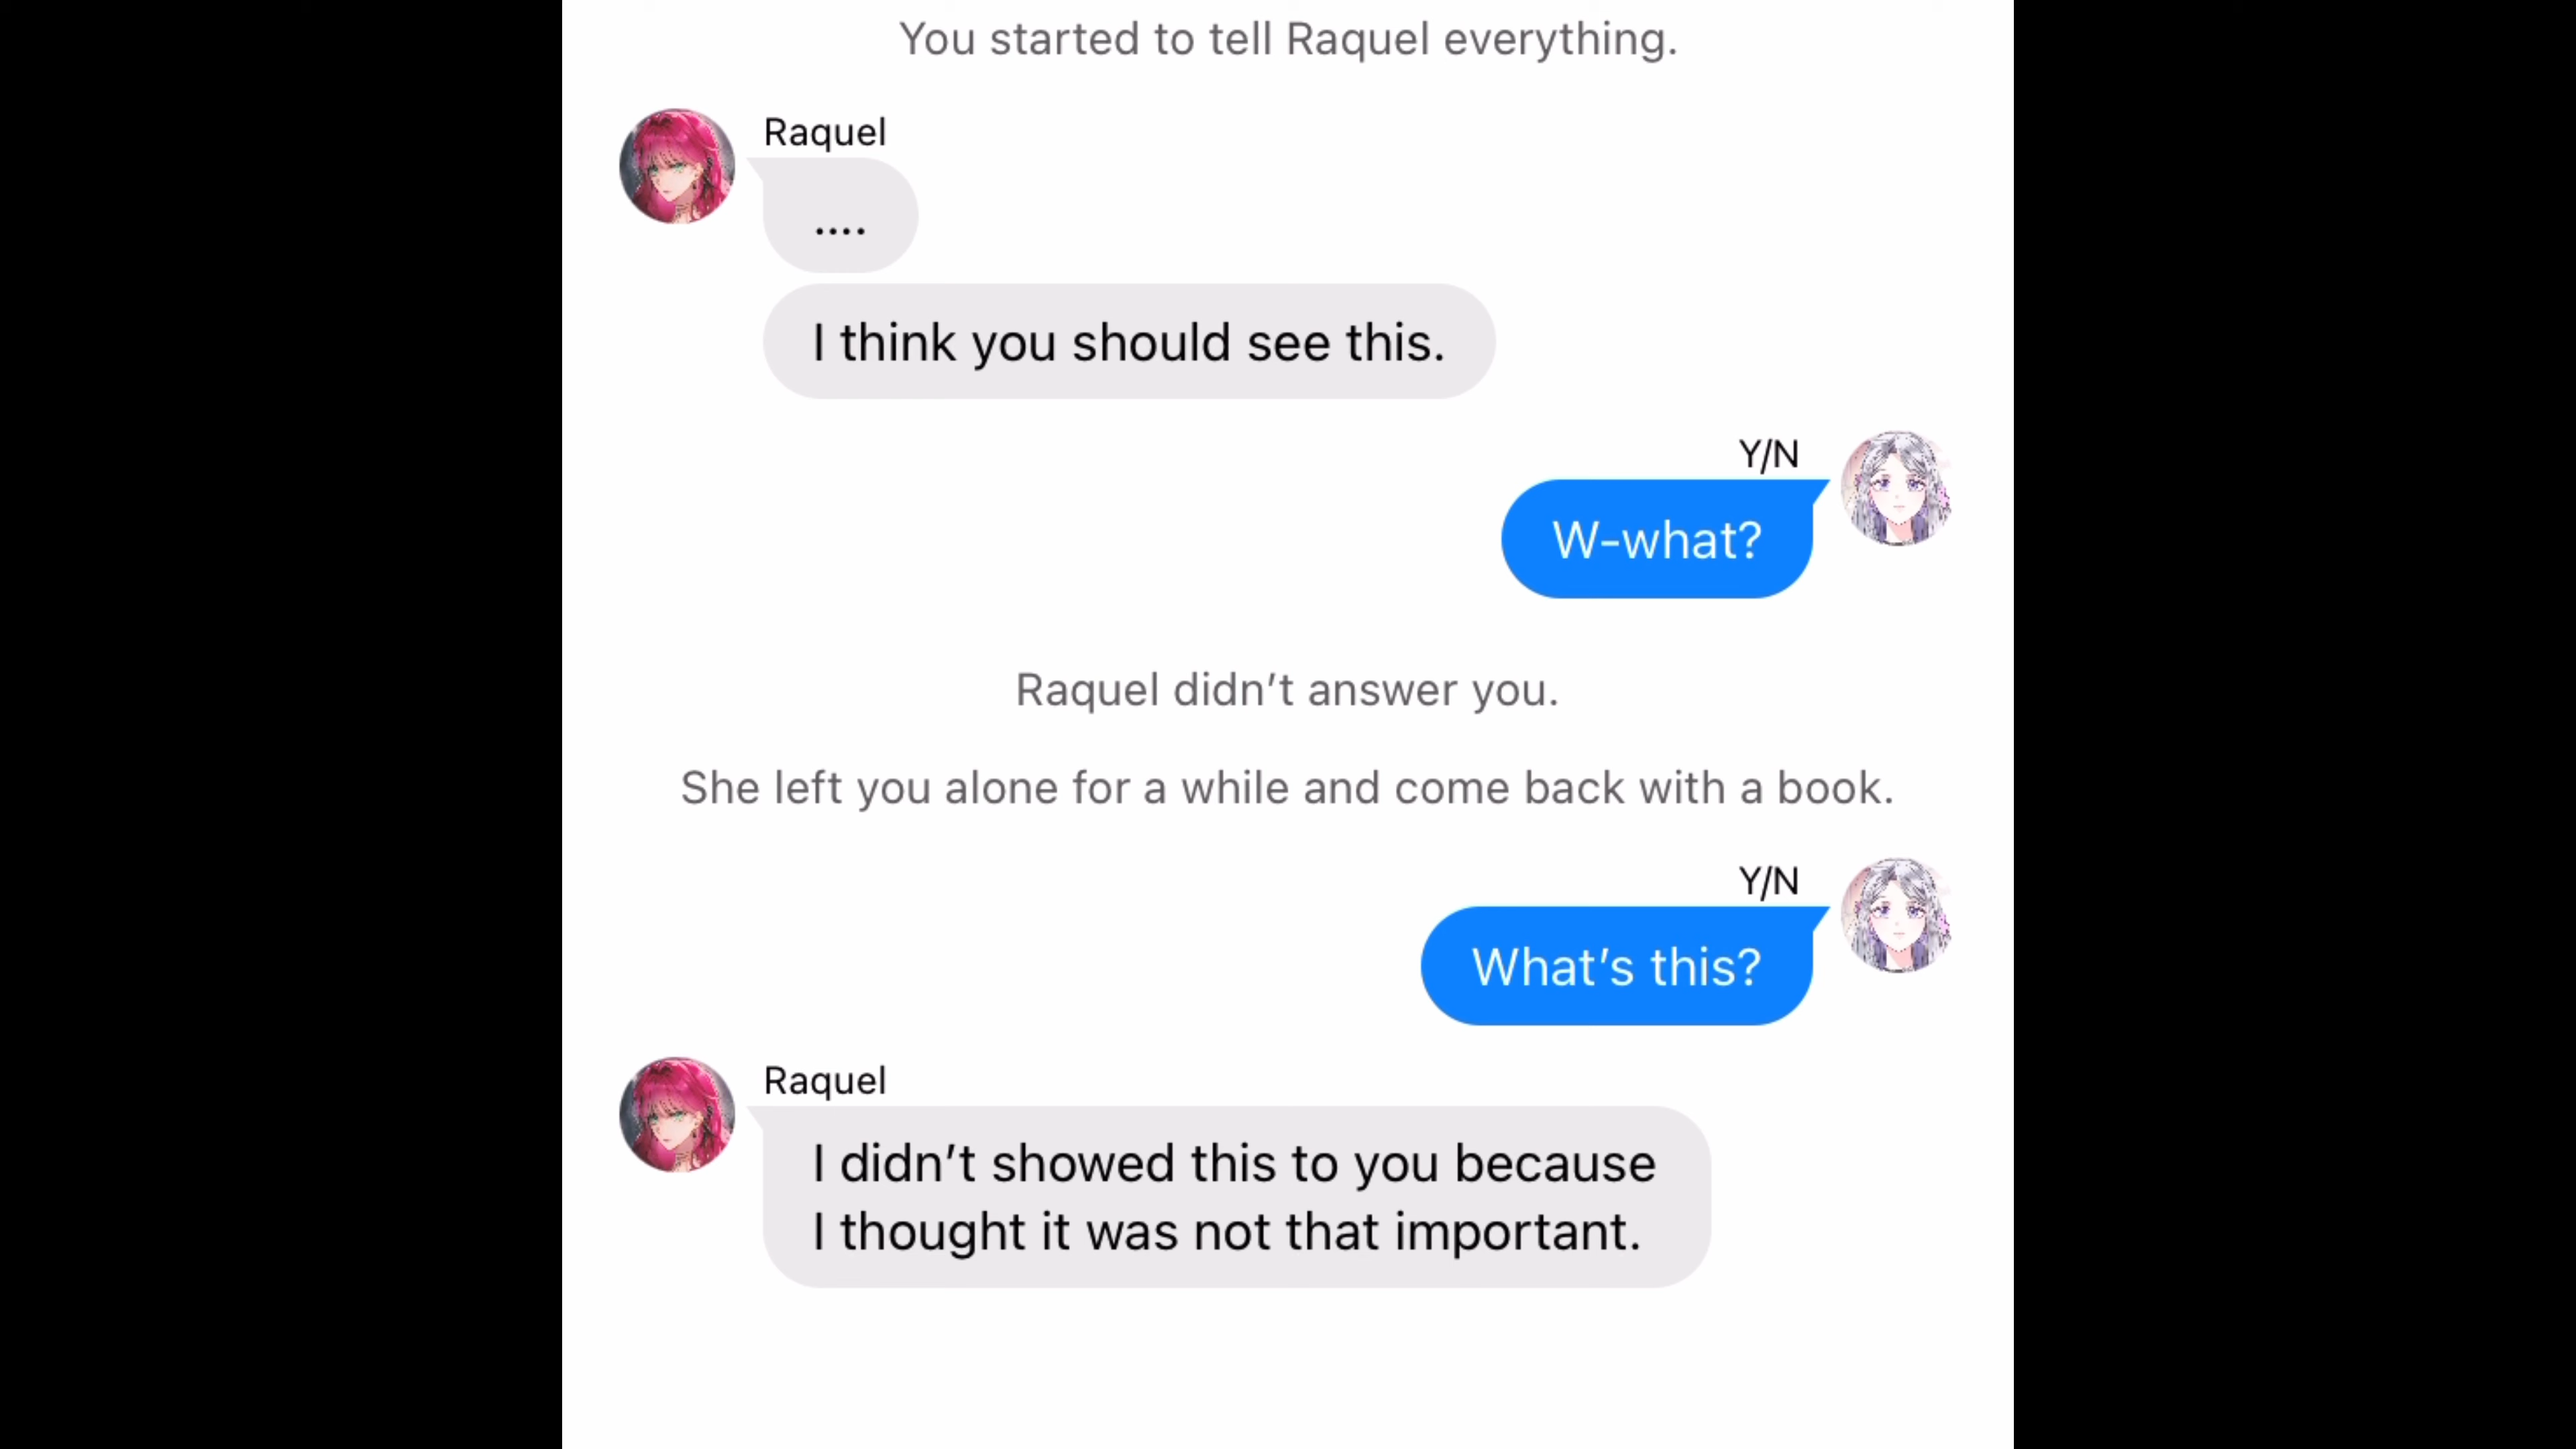 You started to tell Raquel everything.
Raquel
....
I think you should see this.
Y/N
W-what?
Raquel didn’t answer you.
She left you alone for a while and come back with a book.
Y/N
What’s this?
Raquel
I didn’t showed this to you because
I thought it was not that important.